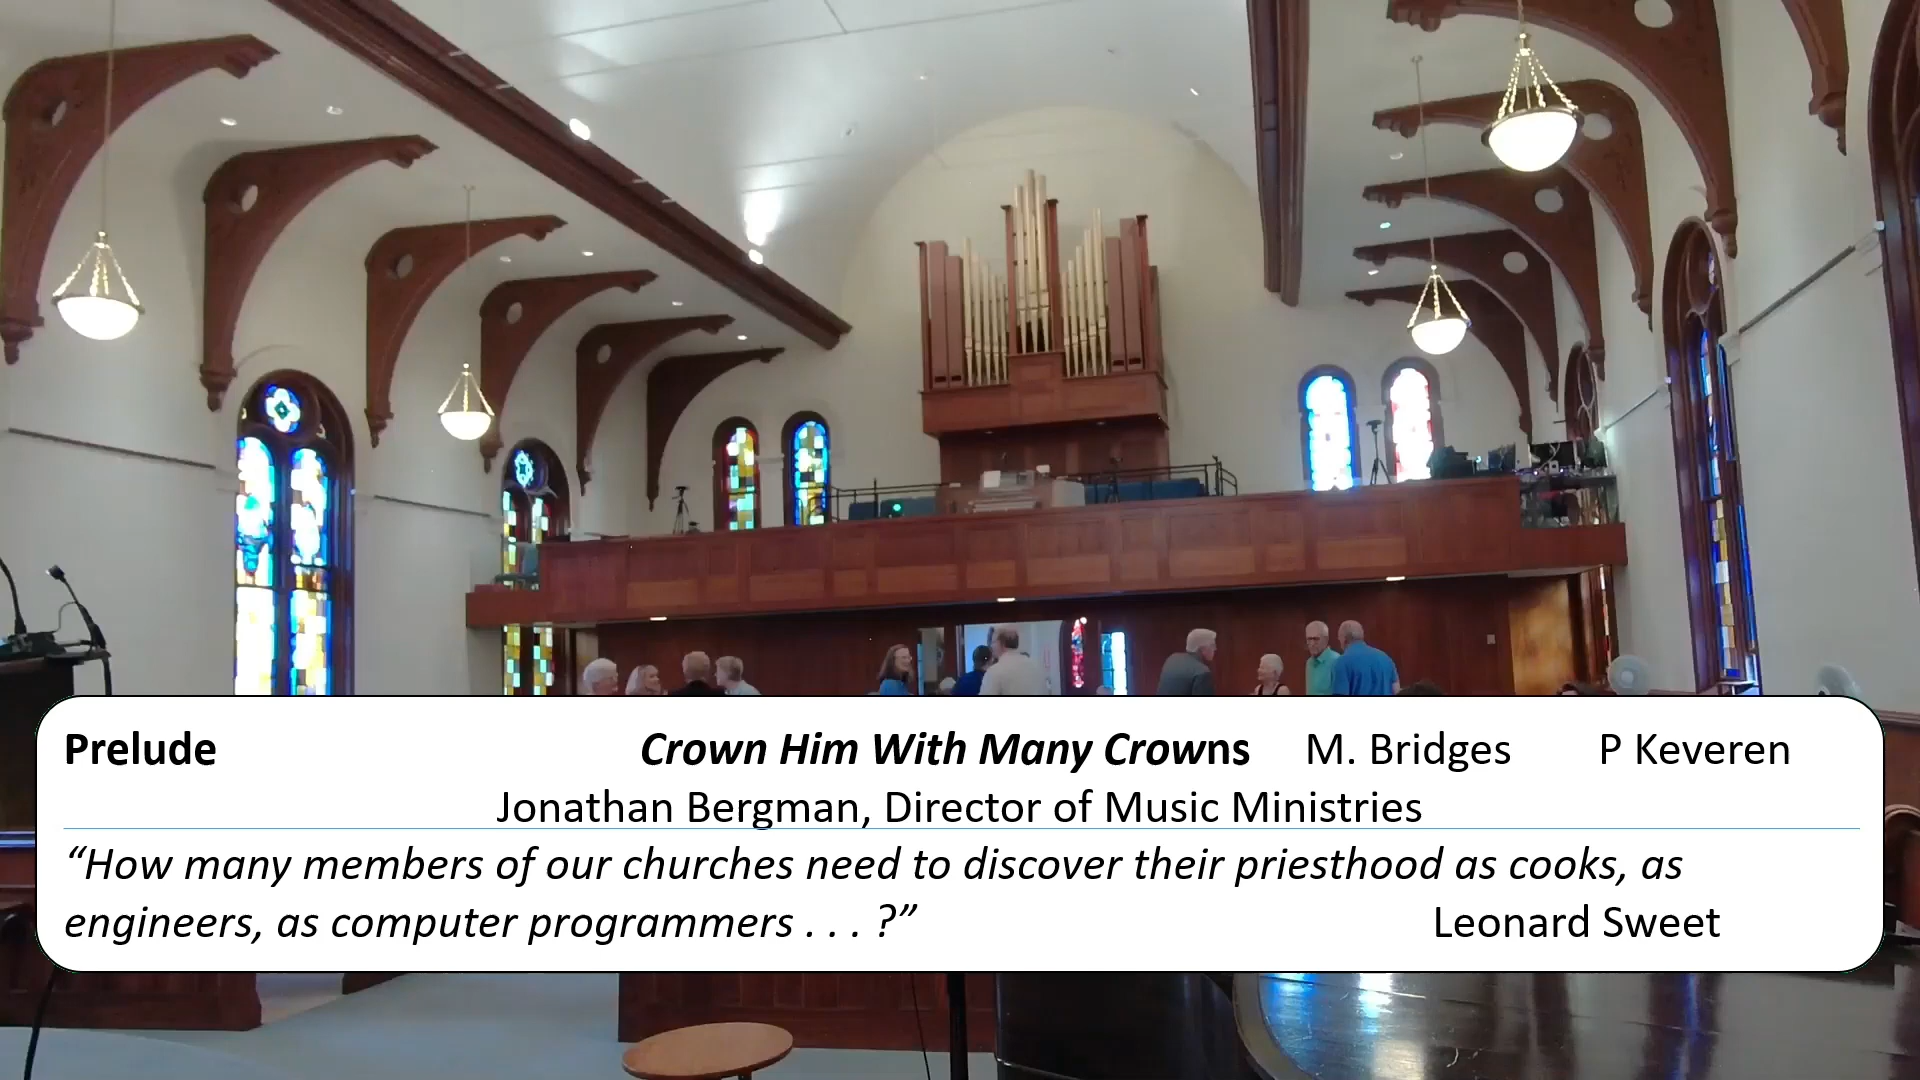 Prelude Crown Him With Many Crowns M. Bridges P Keveren
Jonathan Bergman, Director of Music Ministries
“How many members of our churches need to discover their priesthood as cooks, as
engineers, as computer programmers . . . ?” Leonard Sweet